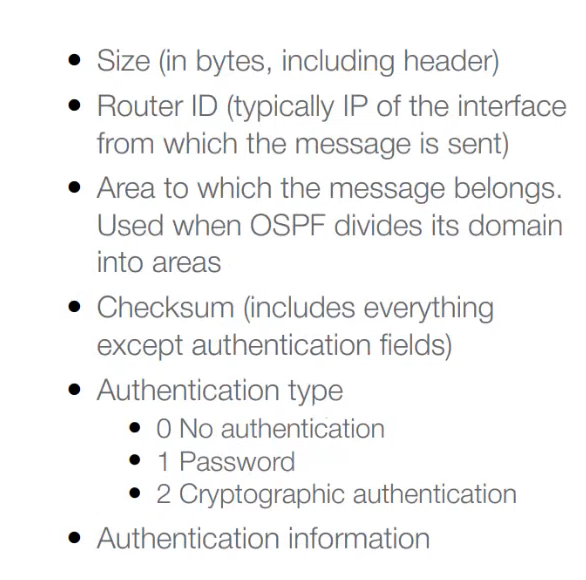 • Size (in bytes, including header)
• Router ID (typically IP of the interface
from which the message is sent)
• Area to which the message belongs.
Used when OSPF divides its domain
into areas
• Checksum (includes everything
except authentication fields)
• Authentication type
• 0 No authentication
• 1 Password
• 2 Cryptographic authentication
• Authentication information